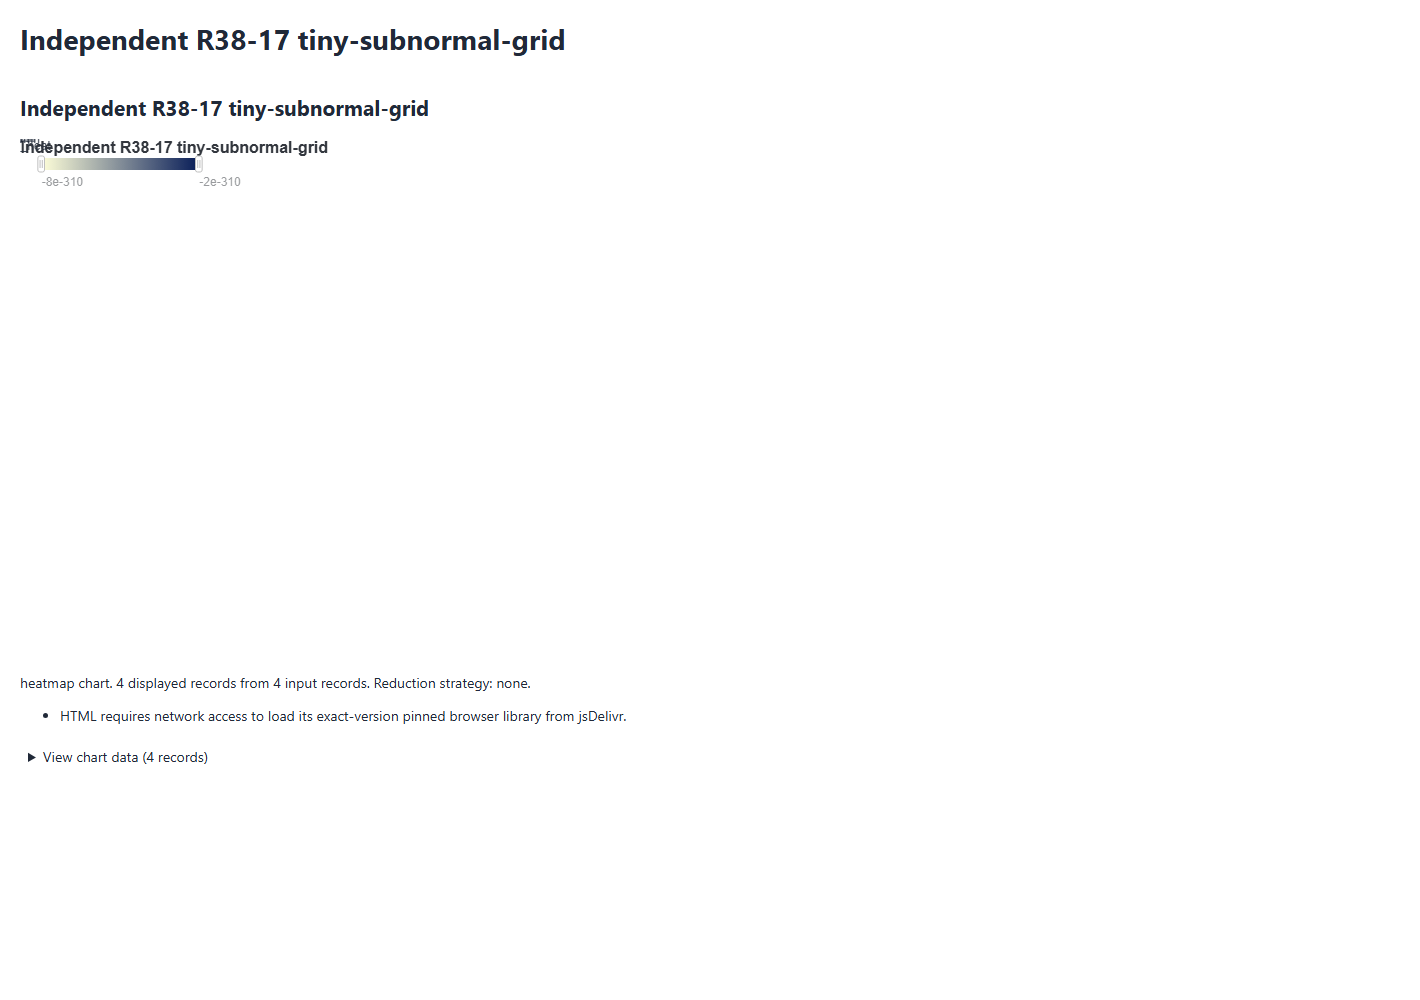 Independent R38-17 tiny-subnormal-grid
Independent R38-17 tiny-subnormal-grid
Independent R38-17 tiny-subnormal-grid
-8e-310
-2e-310
heatmap chart. 4 displayed records from 4 input records. Reduction strategy: none.
HTML requires network access to load its exact-version pinned browser library from jsDelivr.
View chart data (4 records)